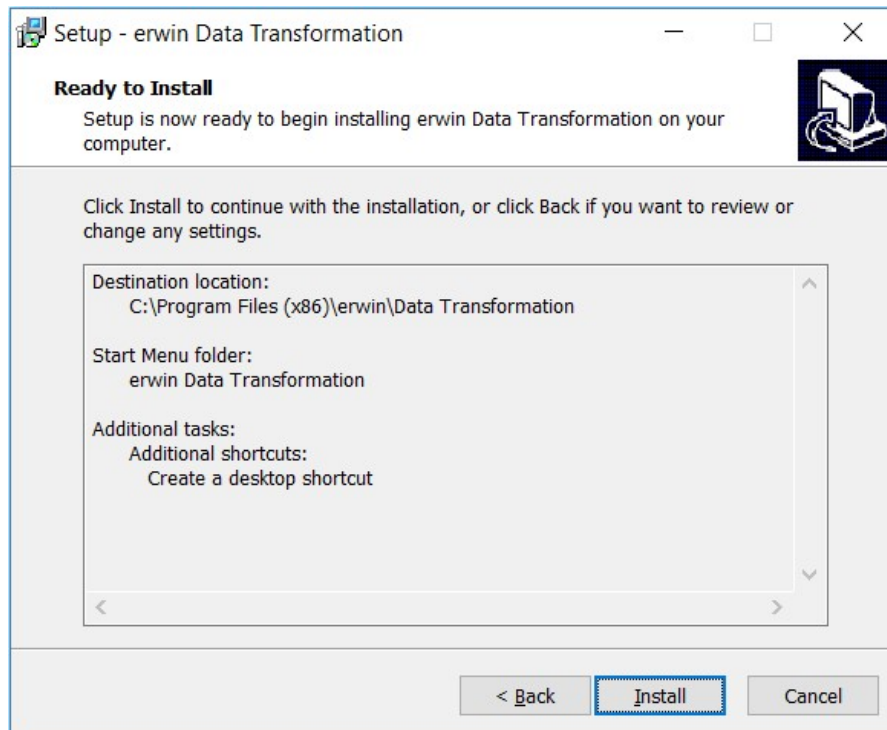 Setup - erwin Data Transformation
Ready to Install
Setup is now ready to begin installing erwin Data Transformation on your
computer.
Click Install to continue with the installation, or click Back if you want to review or
change any settings.
Destination location:
C:\Program Files (x86)\erwin\Data Transformation
Start Menu folder:
erwin Data Transformation
Additional tasks:
Additional shortcuts:
Create a desktop shortcut
< Back
Install
Cancel